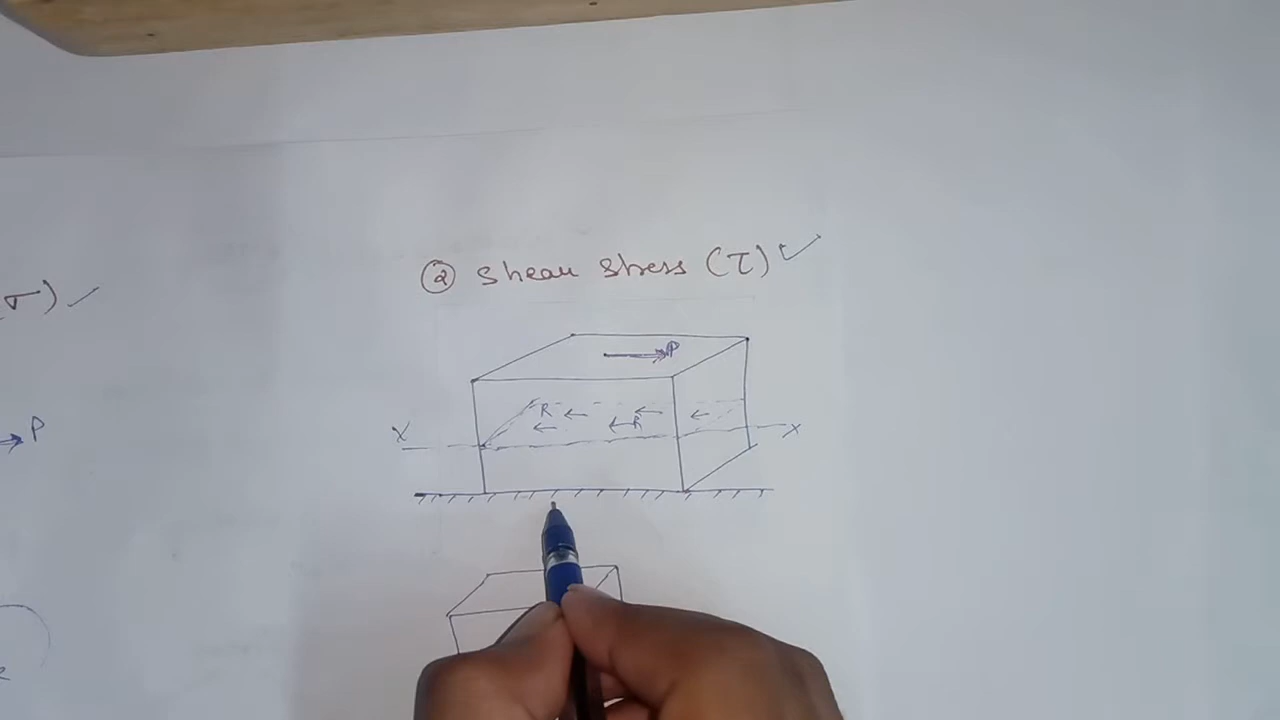 ② Shear stress (τ) ✓
σ) ✓
P
R
R
X
X
P